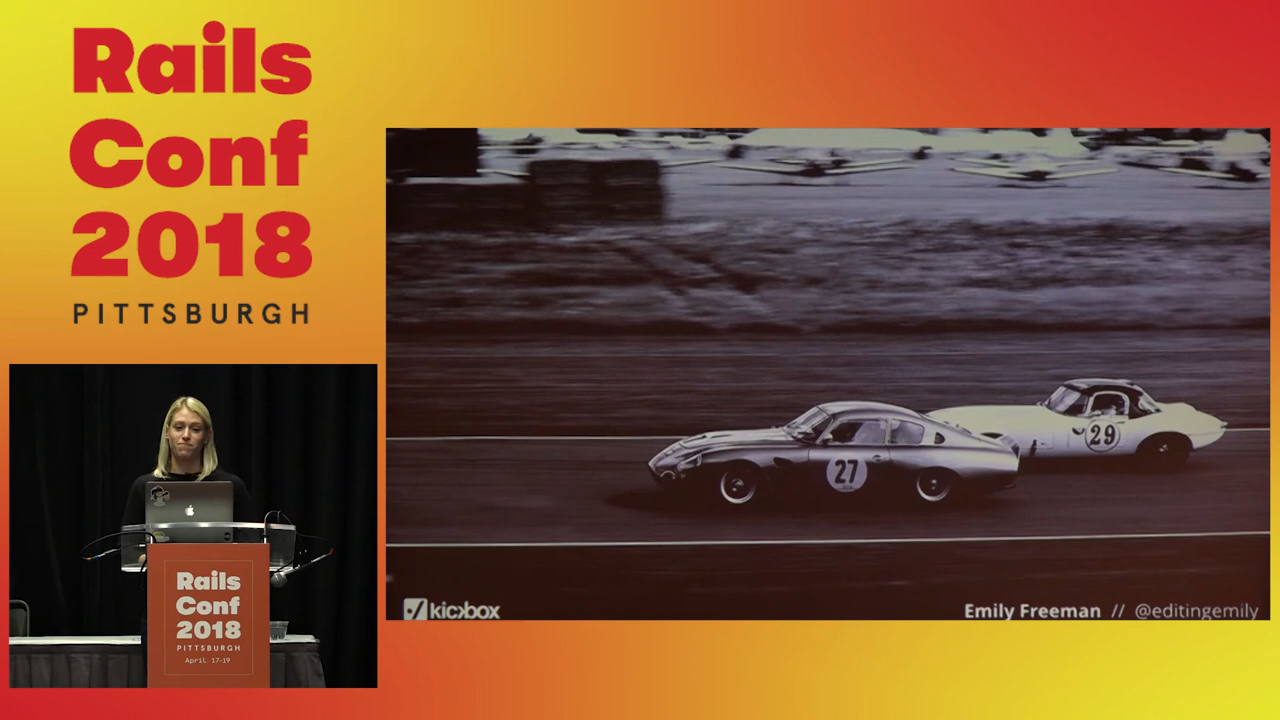 Rails
Conf
2018
PITTSBURGH
27
29
kickbox
Emily Freeman // @editingemily
Rails
Conf
2018
PITTSBURGH
April 17-19